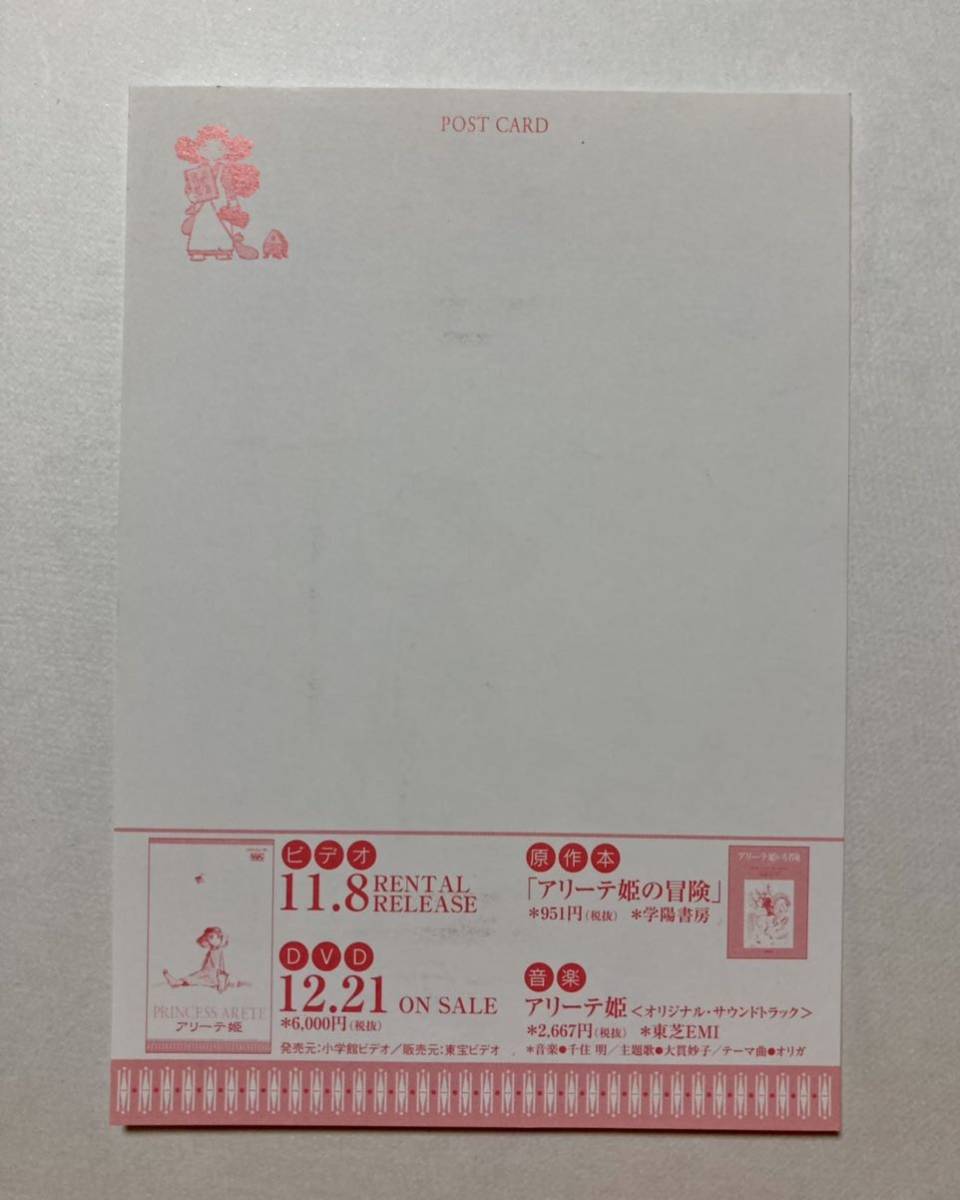 POST CARD
PRINCESS ARETE
アリーテ姫
ビデオ
11.8 RENTAL RELEASE
DVD
12.21 ON SALE
*6,000円(税抜)
発売元:小学館ビデオ/販売元:東宝ビデオ
原作本
「アリーテ姫の冒険」
*951円(税抜) *学陽書房
アリーテ姫の冒険
音楽
アリーテ姫<オリジナル・サウンドトラック>
*2,667円(税抜) *東芝EMI
*音楽●千住 明/主題歌●大貫妙子/テーマ曲●オリガ